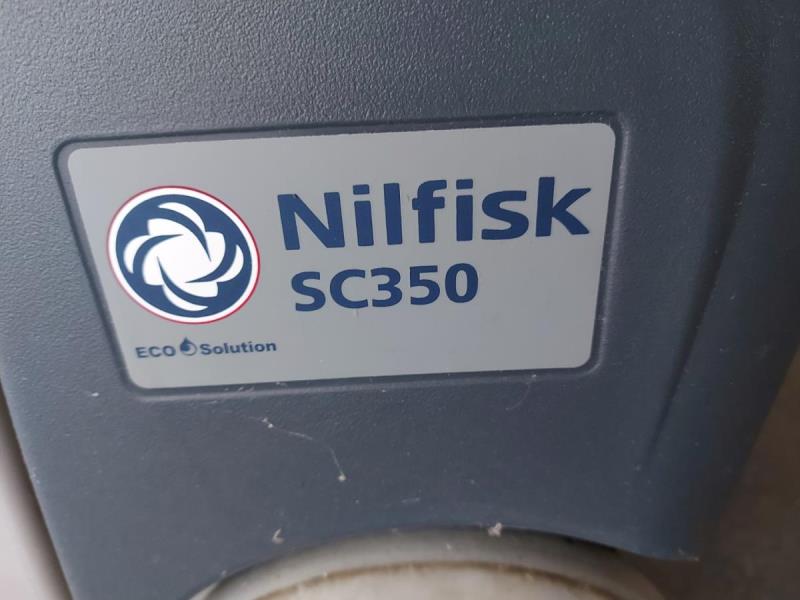 Nilfisk
SC350
ECO Solution